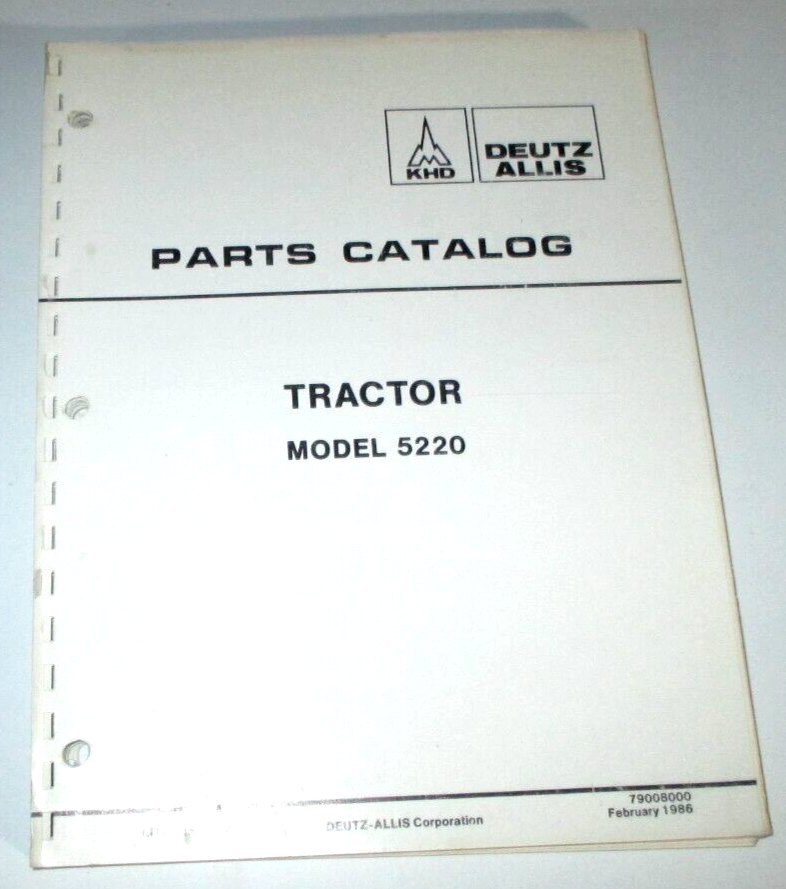 KHD
DEUTZ
ALLIS
PARTS CATALOG
TRACTOR
MODEL 5220
79008000
DEUTZ-ALLIS Corporation
February 1986